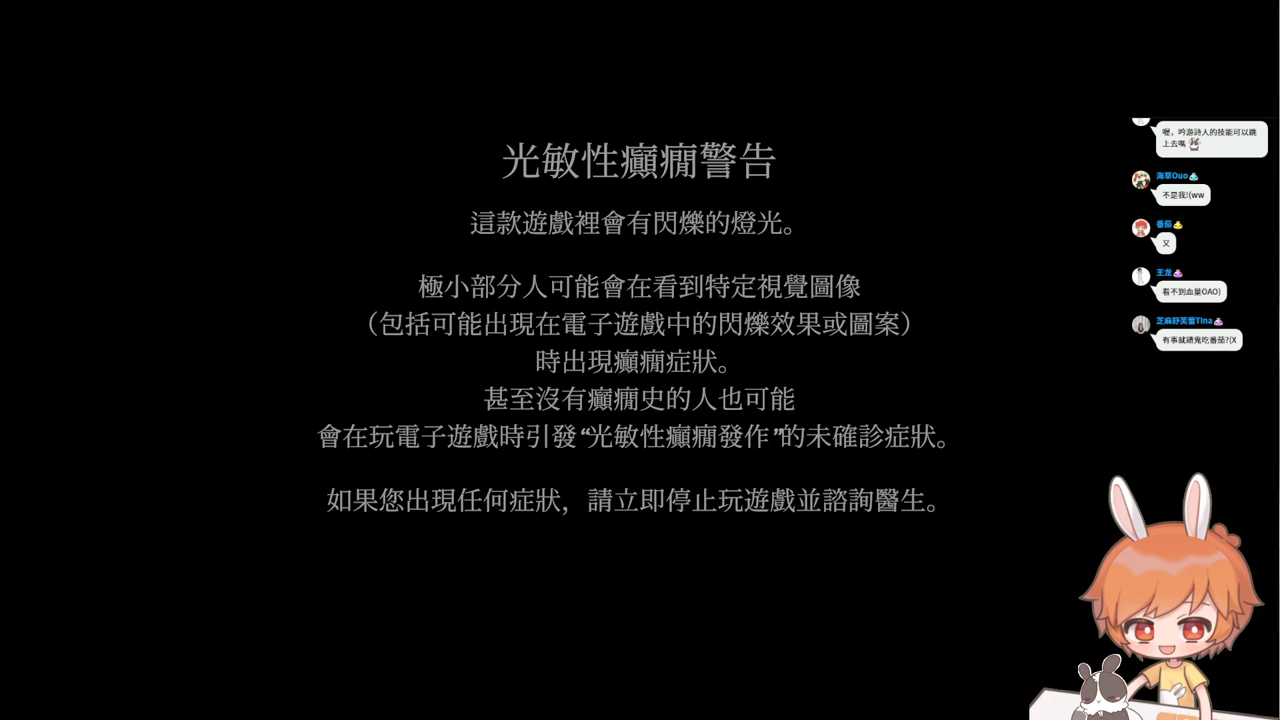 光敏性癲癇警告
這款遊戲裡會有閃爍的燈光。
極小部分人可能會在看到特定視覺圖像
（包括可能出現在電子遊戲中的閃爍效果或圖案）
時出現癲癇症狀。
甚至沒有癲癇史的人也可能
會在玩電子遊戲時引發“光敏性癲癇發作”的未確診症狀。
如果您出現任何症狀，請立即停止玩遊戲並諮詢醫生。
喔，吟游詩人的技能可以跳
上去嗎
海草Ouo
不是我!(ww
番茄
又
王龙
看不到血量OAO)
芝麻野芙蕾Tina
有事就請鬼吃番茄?(X